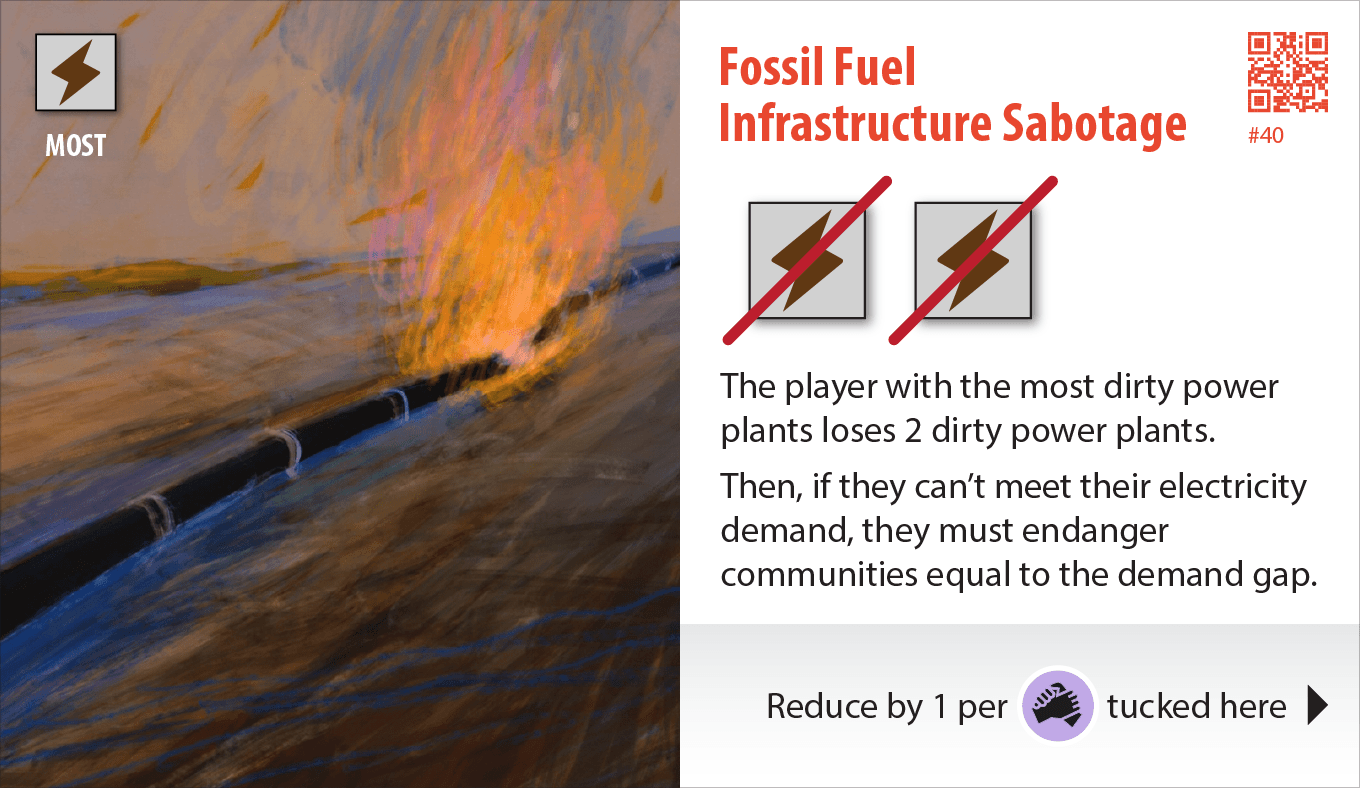 MOST
Fossil Fuel
Infrastructure Sabotage
#40
The player with the most dirty power
plants loses 2 dirty power plants.
Then, if they can’t meet their electricity
demand, they must endanger
communities equal to the demand gap.
Reduce by 1 per tucked here